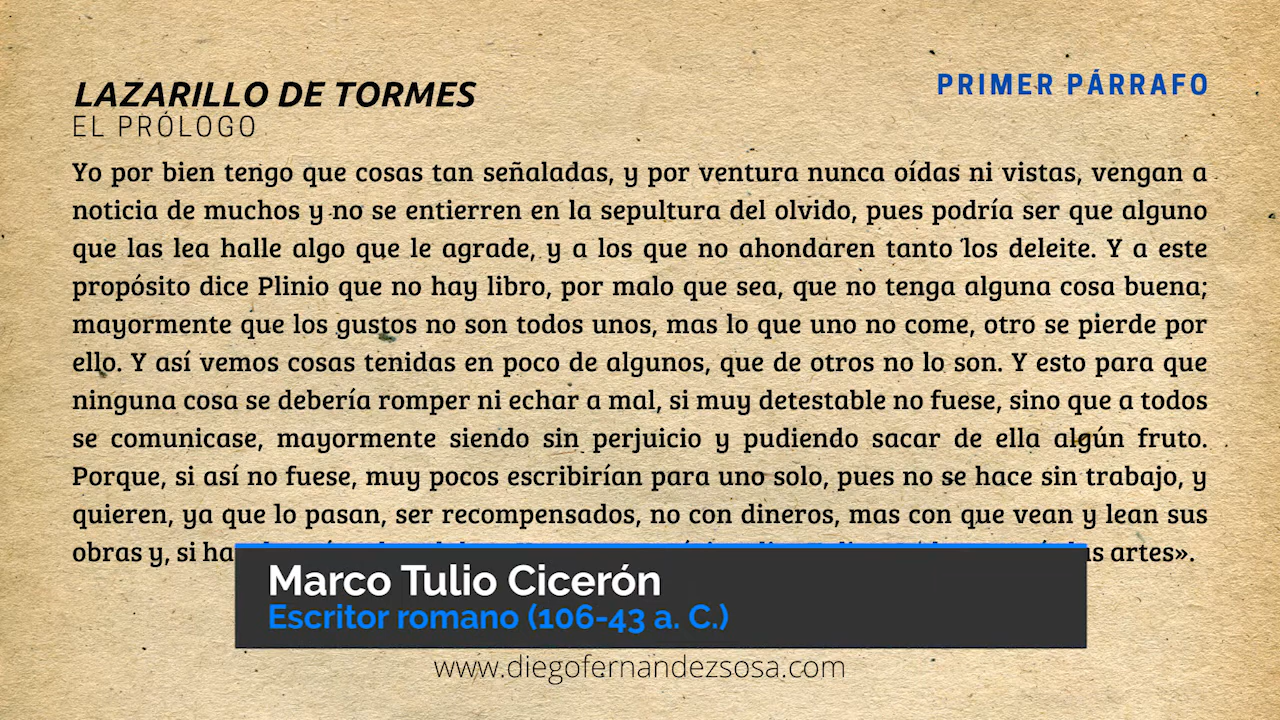 LAZARILLO DE TORMES
EL PRÓLOGO
PRIMER PÁRRAFO
Yo por bien tengo que cosas tan señaladas, y por ventura nunca oídas ni vistas, vengan a
noticia de muchos y no se entierren en la sepultura del olvido, pues podría ser que alguno
que las lea halle algo que le agrade, y a los que no ahondaren tanto los deleite. Y a este
propósito dice Plinio que no hay libro, por malo que sea, que no tenga alguna cosa buena;
mayormente que los gustos no son todos unos, mas lo que uno no come, otro se pierde por
ello. Y así vemos cosas tenidas en poco de algunos, que de otros no lo son. Y esto para que
ninguna cosa se debería romper ni echar a mal, si muy detestable no fuese, sino que a todos
se comunicase, mayormente siendo sin perjuicio y pudiendo sacar de ella algún fruto.
Porque, si así no fuese, muy pocos escribirían para uno solo, pues no se hace sin trabajo, y
quieren, ya que lo pasan, ser recompensados, no con dineros, mas con que vean y lean sus
obras y, si artes».
Marco Tulio Cicerón
Escritor romano (106-43 a. C.)
www.diegofernandezsosa.com